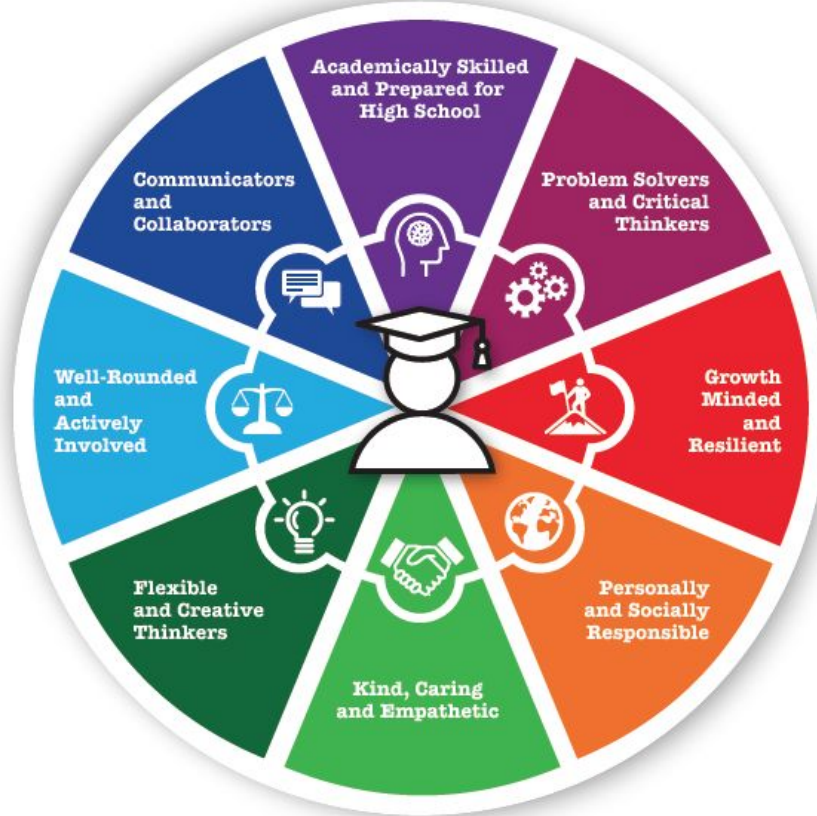 Academically Skilled
and Prepared for
High School
Problem Solvers
and Critical
Thinkers
Growth
Minded
and
Resilient
Personally
and Socially
Responsible
Kind, Caring
and Empathetic
Flexible
and Creative
Thinkers
Well-Rounded
and
Actively
Involved
Communicators
and
Collaborators